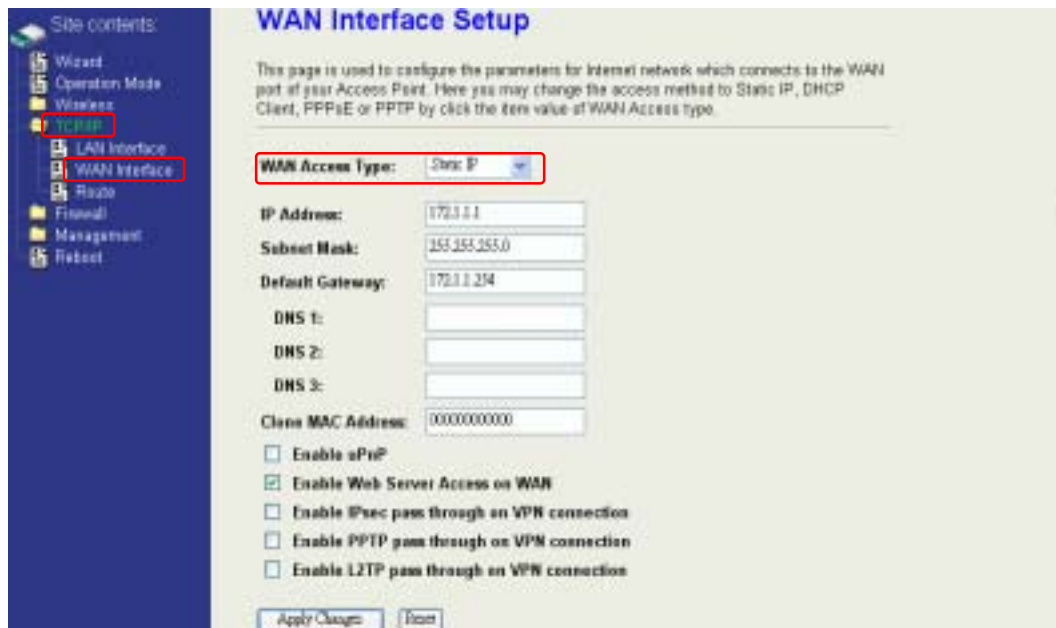 Site contents:
Wizard
Operation Mode
Wireless
TCP/IP
LAN Interface
WAN Interface
Route
Firewall
Management
Reboot
WAN Interface Setup
This page is used to configure the parameters for Internet network which connects to the WAN
port of your Access Point. Here you may change the access method to Static IP, DHCP
Client, PPPoE or PPTP by click the item value of WAN Access type.
WAN Access Type: Static IP
IP Address: 172.1.1.1
Subnet Mask: 255.255.255.0
Default Gateway: 172.1.1.254
DNS 1:
DNS 2:
DNS 3:
Clone MAC Address: 000000000000
Enable uPnP
Enable Web Server Access on WAN
Enable IPsec pass through on VPN connection
Enable PPTP pass through on VPN connection
Enable L2TP pass through on VPN connection
Apply Changes Reset